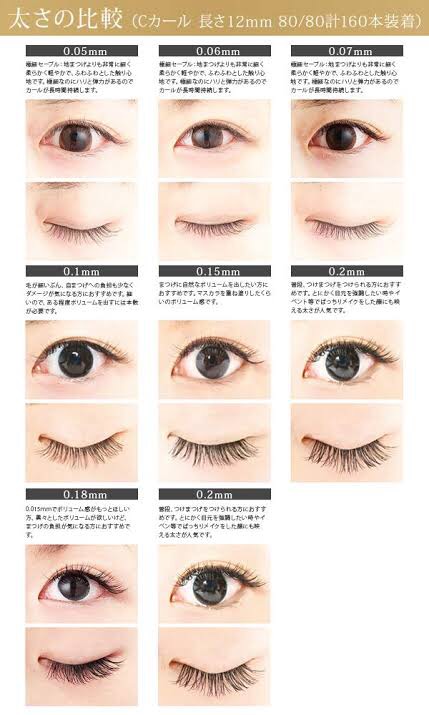 太さの比較（Cカール 長さ12mm 80/80計160本装着）
0.05mm
極細セーブル：地まつげよりも非常に細く
柔らかく軽やかで、ふわふわとした触り心
地です。極細なのにハリと弾力があるので
カールが長時間持続します。
0.06mm
極細セーブル：地まつげよりも非常に細く
柔らかく軽やかで、ふわふわとした触り心
地です。極細なのにハリと弾力があるので
カールが長時間持続します。
0.07mm
極細セーブル：地まつげよりも非常に細く
柔らかく軽やかで、ふわふわとした触り心
地です。極細なのにハリと弾力があるので
カールが長時間持続します。
0.1mm
毛が細いぶん、自まつげへの負担も少なく
ダメージが気になる方におすすめです。細
いので、ある程度ボリュームを出すには本数
が必要です。
0.15mm
まつげに自然なボリュームを出したい方に
おすすめです。マスカラを重ね塗りしたくら
いのボリューム感です。
0.2mm
普段、つけまつげをつけられる方におすす
めです。とにかく目元を強調したい時やイ
ベント等でばっちりメイクをした顔にも映
える太さが人気です。
0.18mm
0.015mmでボリューム感がもっとほしい
方、黒々としたボリュームが欲しいけど、
まつげの負担が気になる方におすすめで
す。
0.2mm
普段、つけまつげをつけられる方におすす
めです。とにかく目元を強調したい時やイ
ベント等でばっちりメイクをした顔にも映
える太さが人気です。